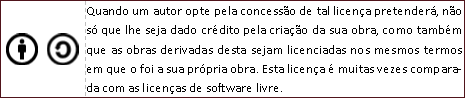 Quando um autor opte pela concessão de tal licença pretenderá, não
só que lhe seja dado crédito pela criação da sua obra, como também
que as obras derivadas desta sejam licenciadas nos mesmos termos
em que o foi a sua própria obra. Esta licença é muitas vezes compara-
da com as licenças de software livre.